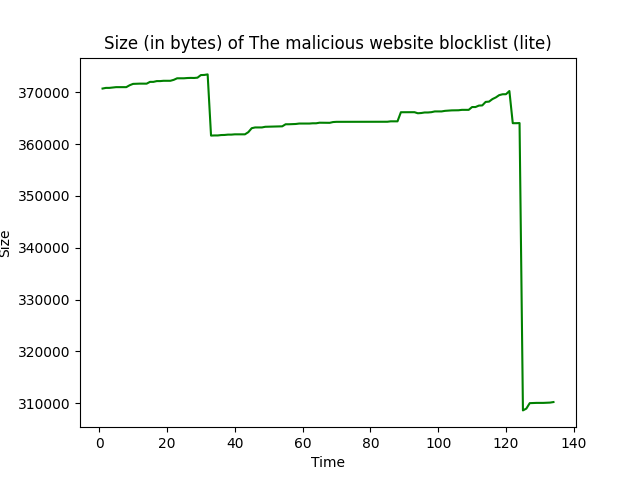 Size (in bytes) of The malicious website blocklist (lite)
370000
360000
350000
340000
330000
320000
310000
Size
0 20 40 60 80 100 120 140
Time